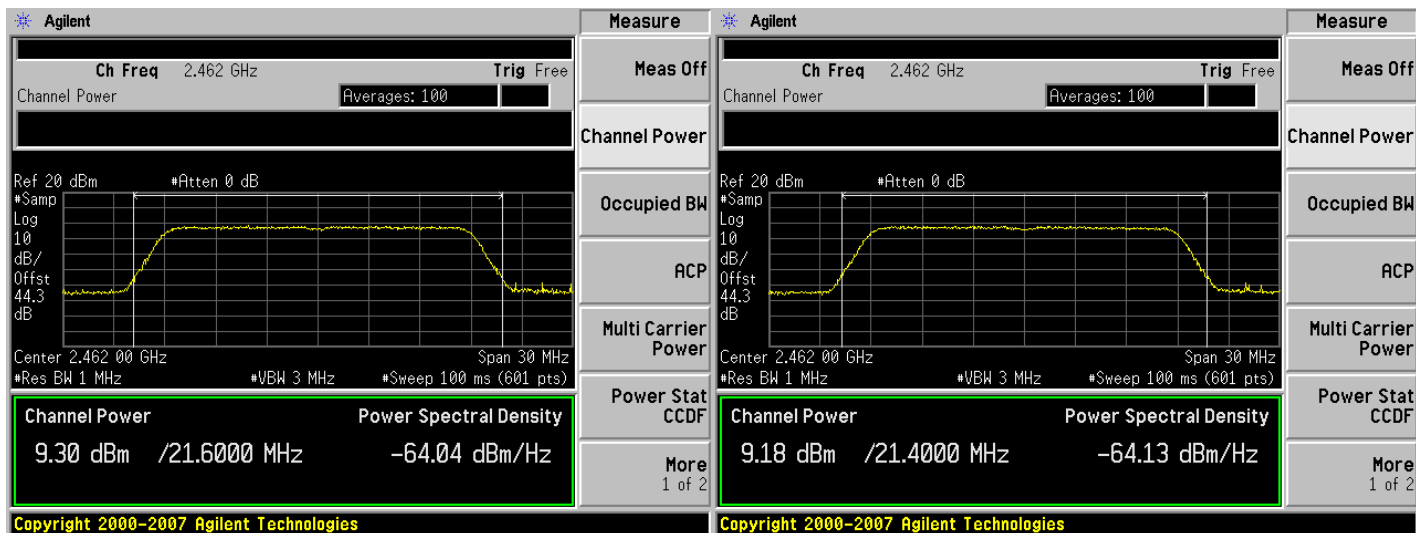 Agilent
Measure
Ch Freq 2.462 GHz Trig Free
Meas Off
Channel Power Averages: 100
Channel Power
Ref 20 dBm #Atten 0 dB
#Samp
Log
10
dB/
Offst
44.3
dB
Occupied BW
ACP
Multi Carrier
Power
Center 2.462 00 GHz Span 30 MHz
#Res BW 1 MHz #VBW 3 MHz #Sweep 100 ms (601 pts)
Power Stat
CCDF
Channel Power Power Spectral Density
9.30 dBm /21.6000 MHz -64.04 dBm/Hz
More
1 of 2
Copyright 2000-2007 Agilent Technologies
Agilent
Measure
Ch Freq 2.462 GHz Trig Free
Meas Off
Channel Power Averages: 100
Channel Power
Ref 20 dBm #Atten 0 dB
#Samp
Log
10
dB/
Offst
44.3
dB
Occupied BW
ACP
Multi Carrier
Power
Center 2.462 00 GHz Span 30 MHz
#Res BW 1 MHz #VBW 3 MHz #Sweep 100 ms (601 pts)
Power Stat
CCDF
Channel Power Power Spectral Density
9.18 dBm /21.4000 MHz -64.13 dBm/Hz
More
1 of 2
Copyright 2000-2007 Agilent Technologies